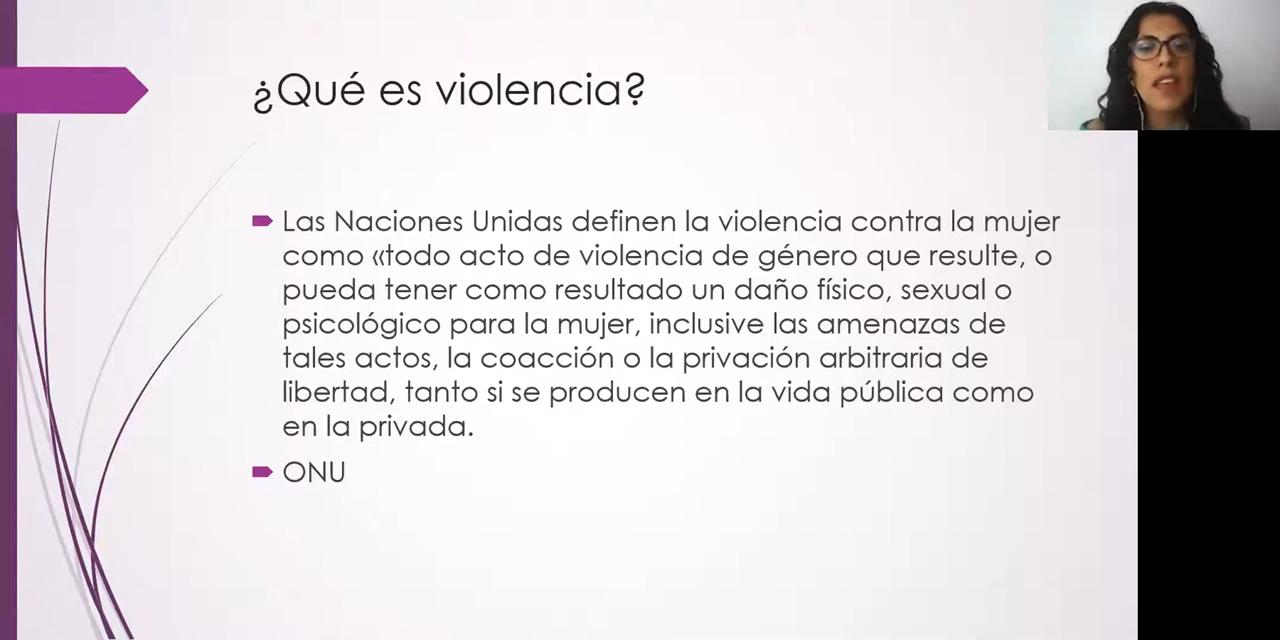 ¿Qué es violencia?
Las Naciones Unidas definen la violencia contra la mujer
como «todo acto de violencia de género que resulte, o
pueda tener como resultado un daño físico, sexual o
psicológico para la mujer, inclusive las amenazas de
tales actos, la coacción o la privación arbitraria de
libertad, tanto si se producen en la vida pública como
en la privada.
ONU